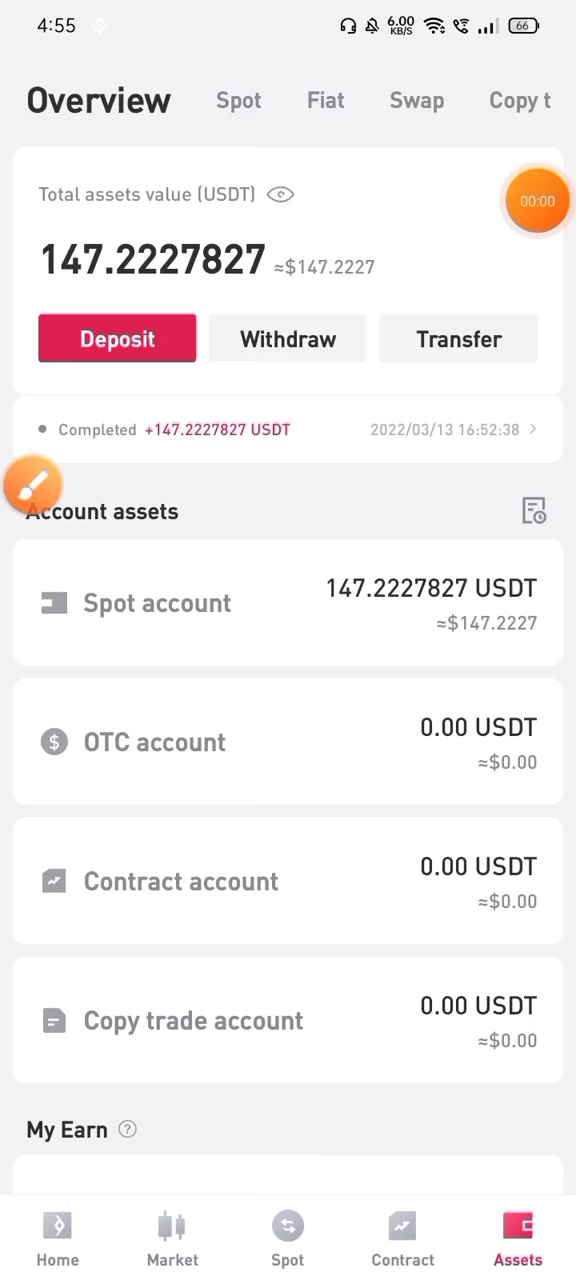 4:55 6.00 KB/S 66
Overview Spot Fiat Swap Copy t
Total assets value (USDT)
00:00
147.2227827 ≈$147.2227
Deposit Withdraw Transfer
Completed +147.2227827 USDT 2022/03/13 16:52:38 >
Account assets
Spot account 147.2227827 USDT
≈$147.2227
OTC account 0.00 USDT
≈$0.00
Contract account 0.00 USDT
≈$0.00
Copy trade account 0.00 USDT
≈$0.00
My Earn ?
Home Market Spot Contract Assets